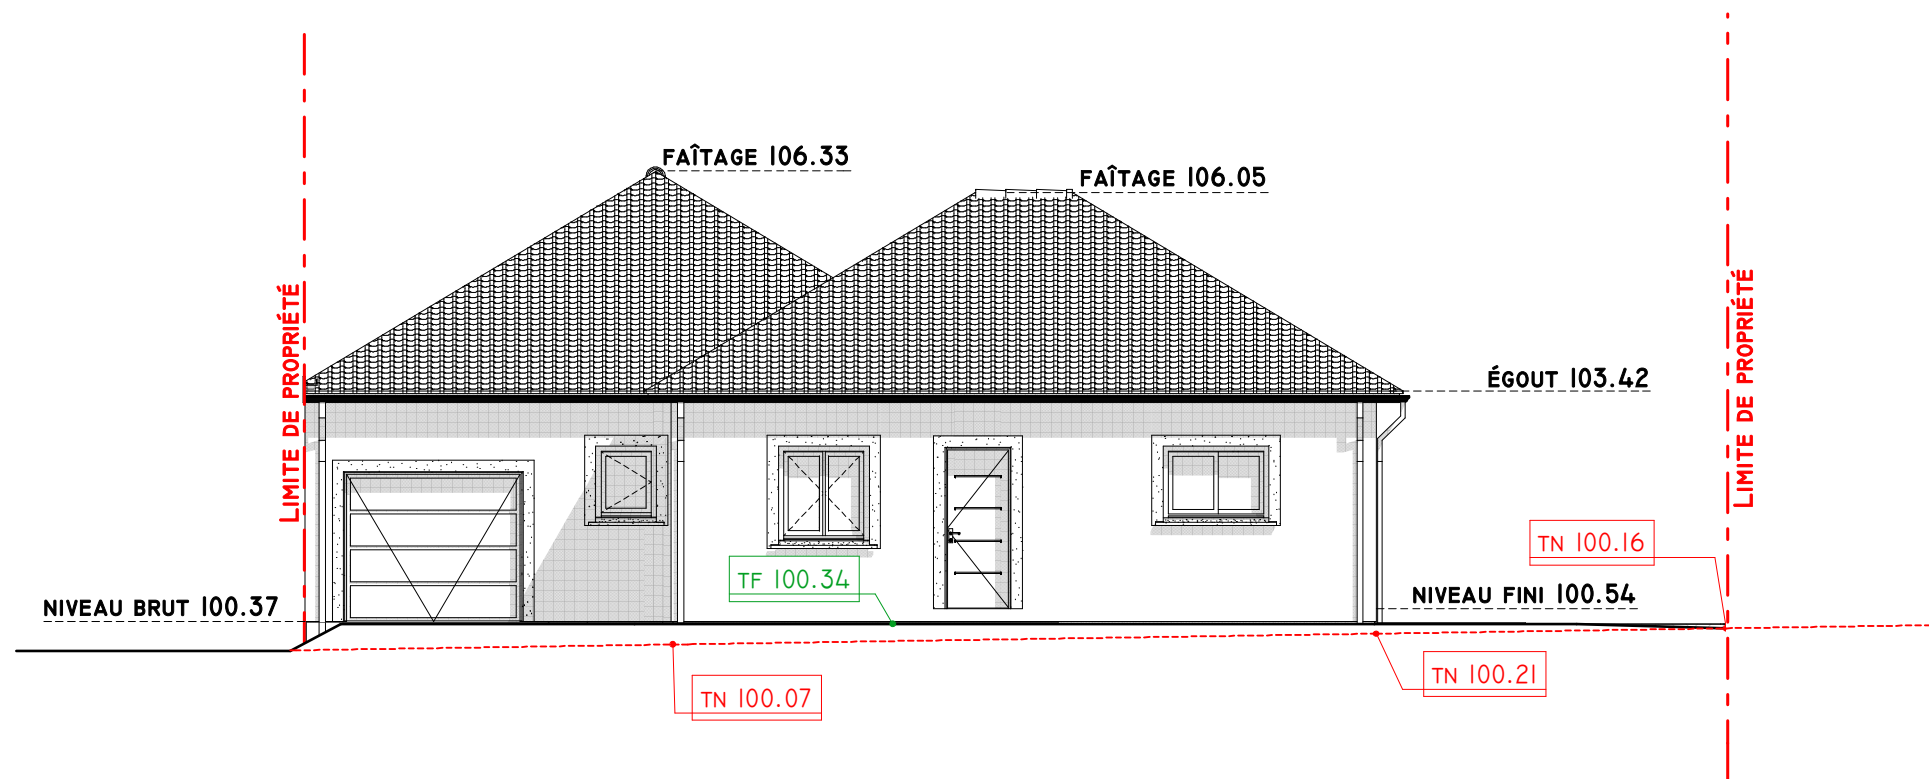 FAÎTAGE 106.33
FAÎTAGE 106.05
LIMITE DE PROPRIÉTÉ
LIMITE DE PROPRIÉTÉ
ÉGOUT 103.42
TN 100.16
TF 100.34
NIVEAU BRUT 100.37
NIVEAU FINI 100.54
TN 100.07
TN 100.21